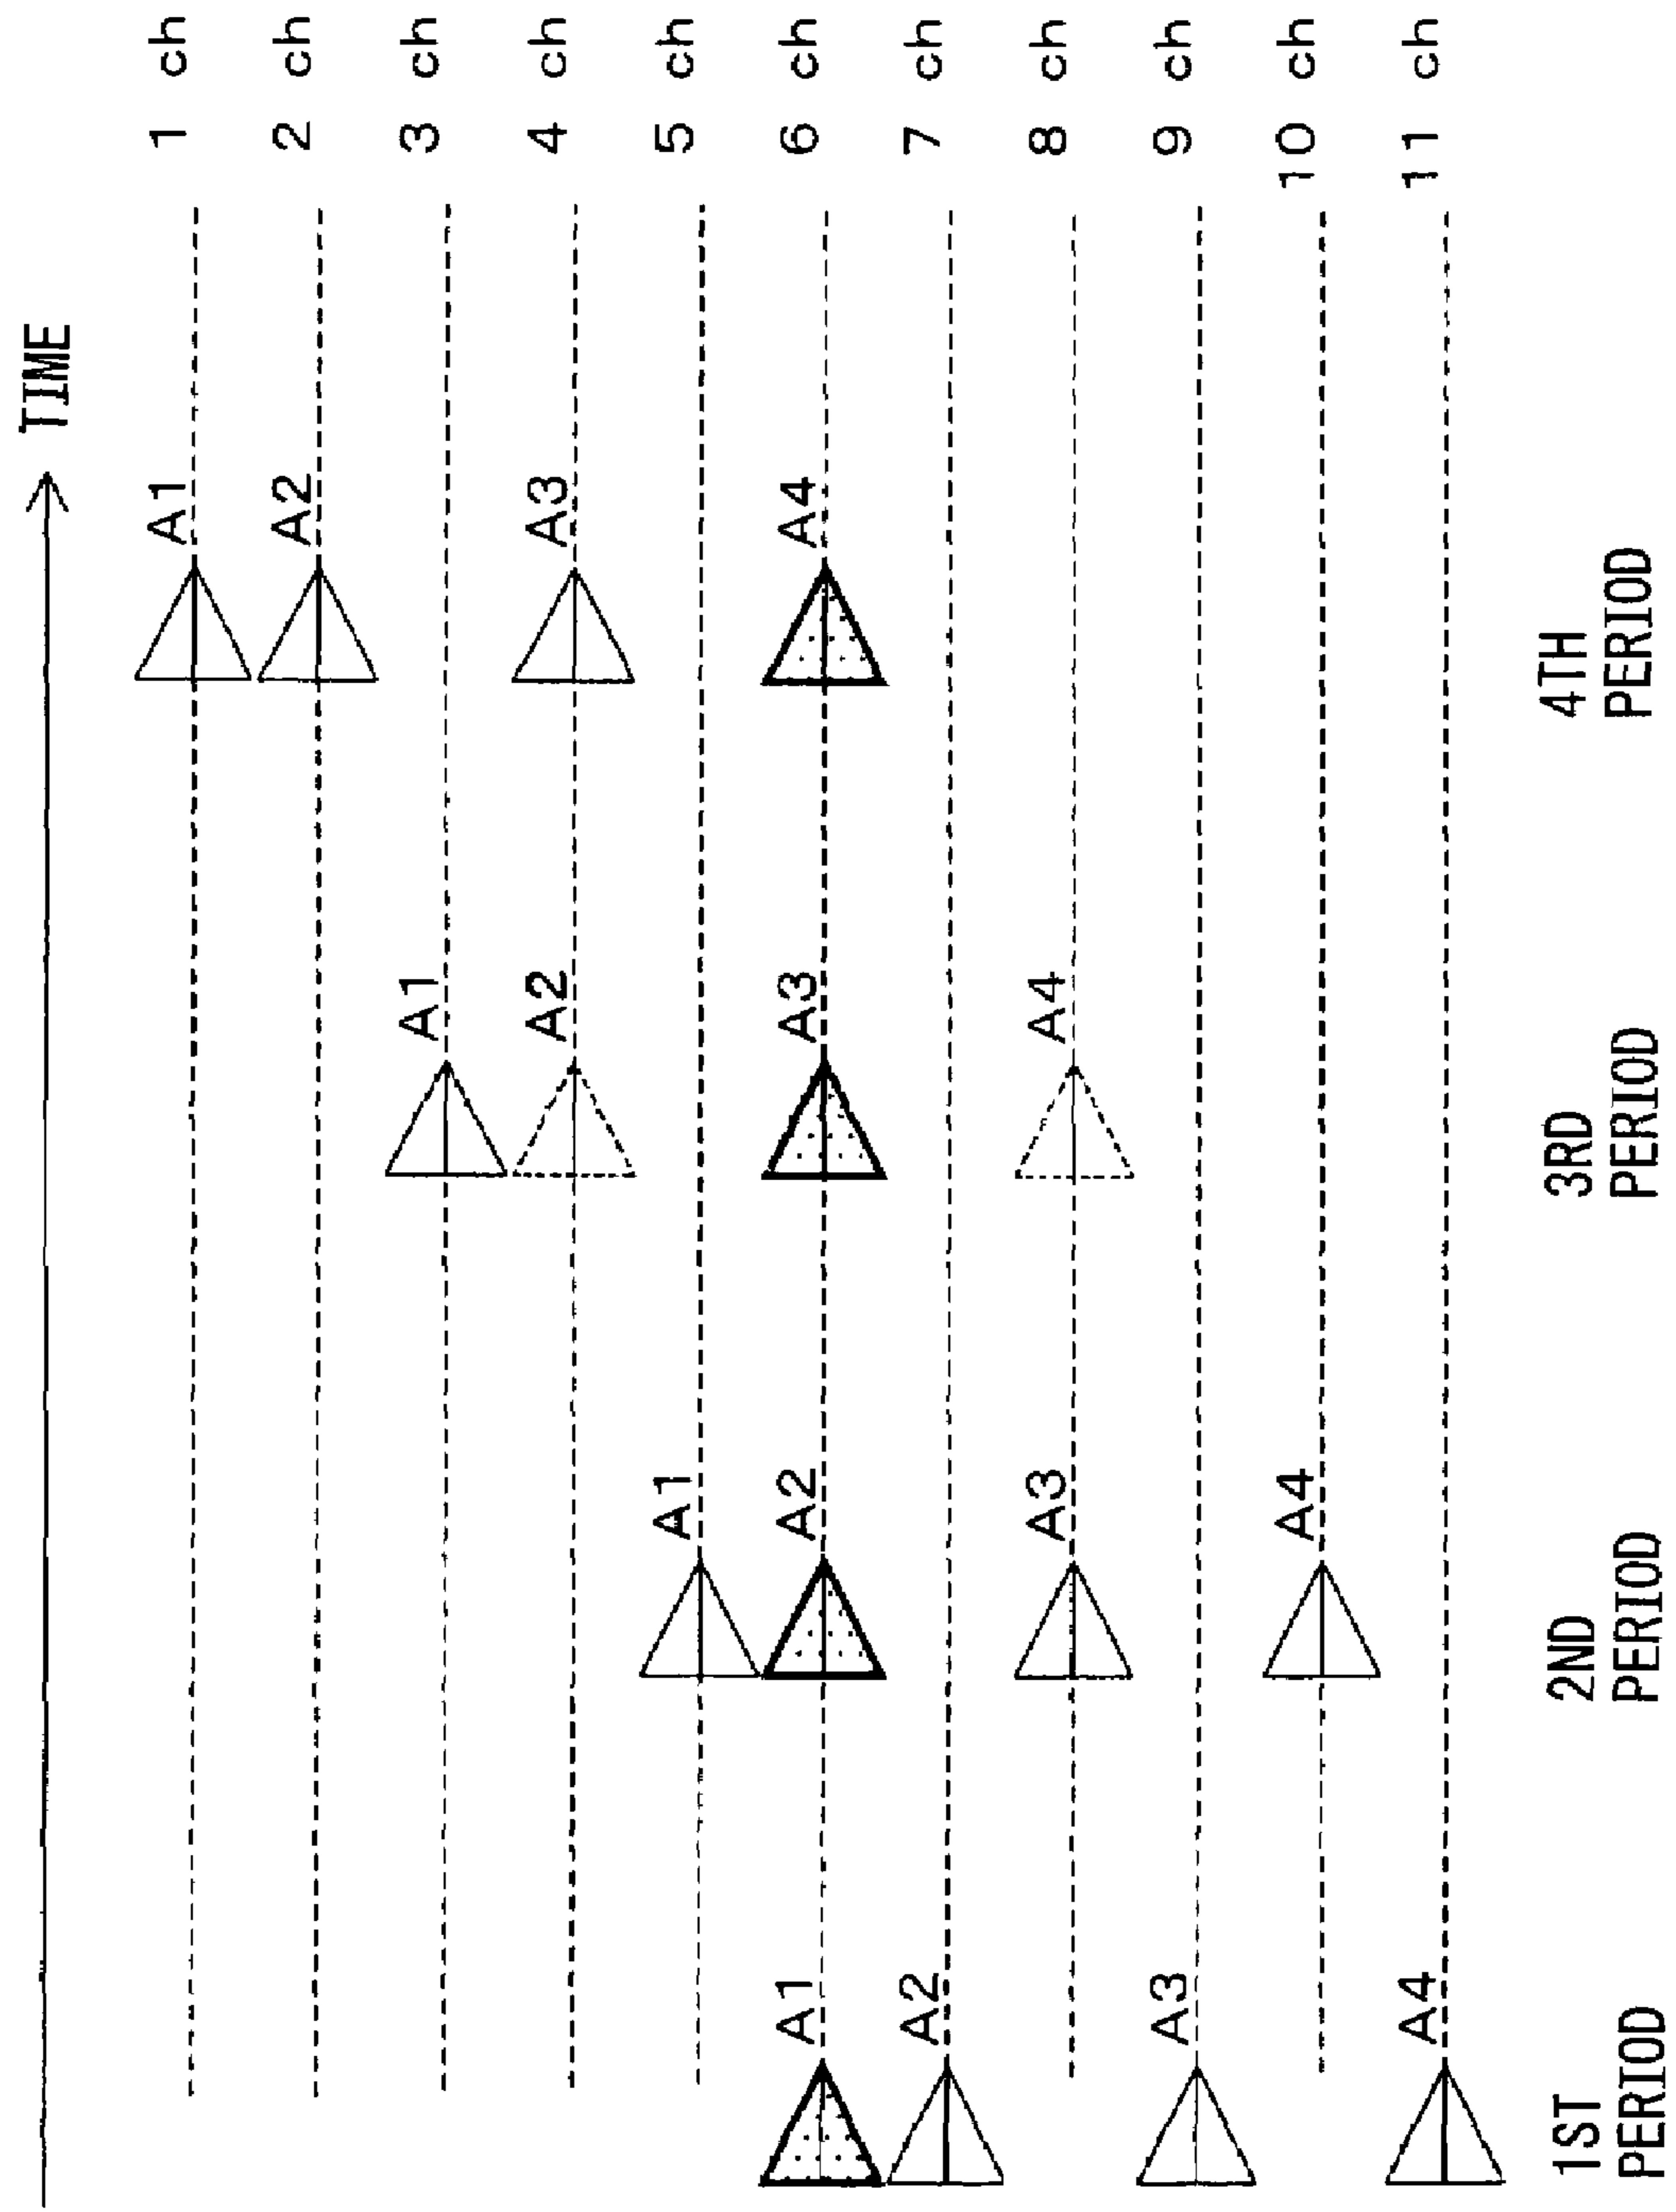 TIME
A1 1 ch
A2 2 ch
A1 3 ch
A2 A3 4 ch
A1 5 ch
A1 A2 A3 A4 6 ch
A2 7 ch
A3 A4 8 ch
A3 9 ch
A4 10 ch
A4 11 ch
1ST PERIOD
2ND PERIOD
3RD PERIOD
4TH PERIOD